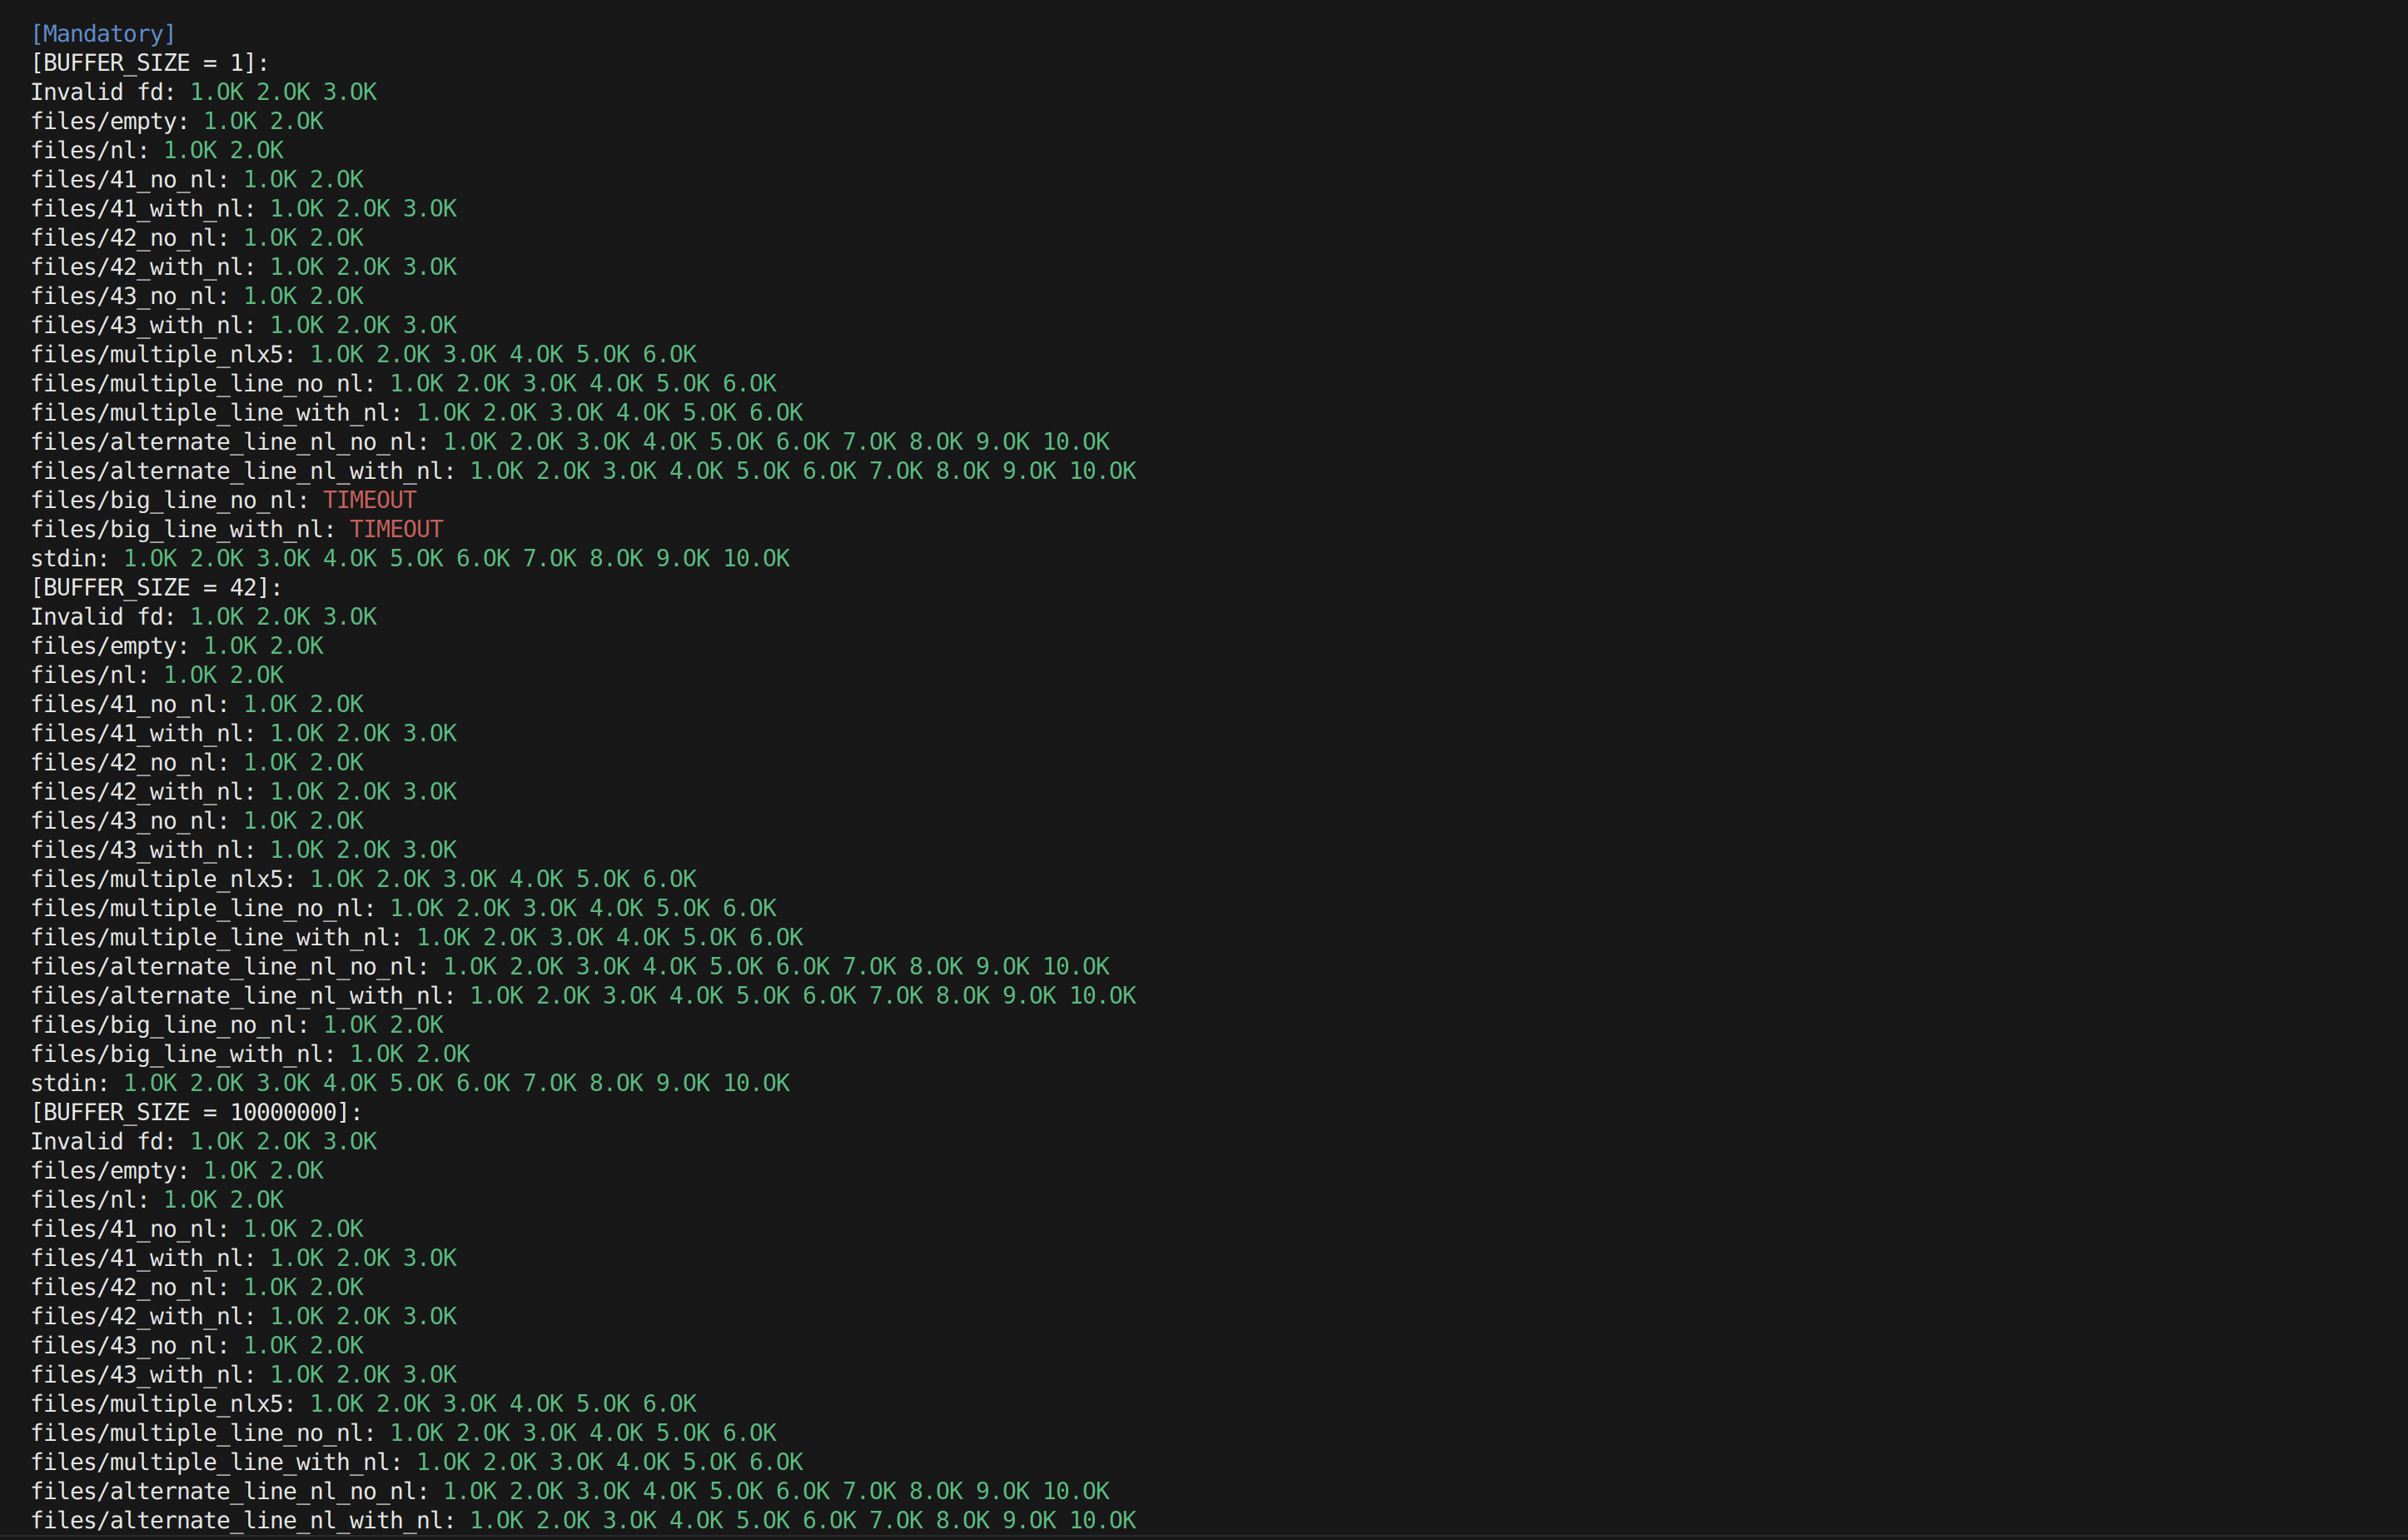 [Mandatory]
[BUFFER_SIZE = 1]:
Invalid fd: 1.OK 2.OK 3.OK
files/empty: 1.OK 2.OK
files/nl: 1.OK 2.OK
files/41_no_nl: 1.OK 2.OK
files/41_with_nl: 1.OK 2.OK 3.OK
files/42_no_nl: 1.OK 2.OK
files/42_with_nl: 1.OK 2.OK 3.OK
files/43_no_nl: 1.OK 2.OK
files/43_with_nl: 1.OK 2.OK 3.OK
files/multiple_nlx5: 1.OK 2.OK 3.OK 4.OK 5.OK 6.OK
files/multiple_line_no_nl: 1.OK 2.OK 3.OK 4.OK 5.OK 6.OK
files/multiple_line_with_nl: 1.OK 2.OK 3.OK 4.OK 5.OK 6.OK
files/alternate_line_nl_no_nl: 1.OK 2.OK 3.OK 4.OK 5.OK 6.OK 7.OK 8.OK 9.OK 10.OK
files/alternate_line_nl_with_nl: 1.OK 2.OK 3.OK 4.OK 5.OK 6.OK 7.OK 8.OK 9.OK 10.OK
files/big_line_no_nl: TIMEOUT
files/big_line_with_nl: TIMEOUT
stdin: 1.OK 2.OK 3.OK 4.OK 5.OK 6.OK 7.OK 8.OK 9.OK 10.OK
[BUFFER_SIZE = 42]:
Invalid fd: 1.OK 2.OK 3.OK
files/empty: 1.OK 2.OK
files/nl: 1.OK 2.OK
files/41_no_nl: 1.OK 2.OK
files/41_with_nl: 1.OK 2.OK 3.OK
files/42_no_nl: 1.OK 2.OK
files/42_with_nl: 1.OK 2.OK 3.OK
files/43_no_nl: 1.OK 2.OK
files/43_with_nl: 1.OK 2.OK 3.OK
files/multiple_nlx5: 1.OK 2.OK 3.OK 4.OK 5.OK 6.OK
files/multiple_line_no_nl: 1.OK 2.OK 3.OK 4.OK 5.OK 6.OK
files/multiple_line_with_nl: 1.OK 2.OK 3.OK 4.OK 5.OK 6.OK
files/alternate_line_nl_no_nl: 1.OK 2.OK 3.OK 4.OK 5.OK 6.OK 7.OK 8.OK 9.OK 10.OK
files/alternate_line_nl_with_nl: 1.OK 2.OK 3.OK 4.OK 5.OK 6.OK 7.OK 8.OK 9.OK 10.OK
files/big_line_no_nl: 1.OK 2.OK
files/big_line_with_nl: 1.OK 2.OK
stdin: 1.OK 2.OK 3.OK 4.OK 5.OK 6.OK 7.OK 8.OK 9.OK 10.OK
[BUFFER_SIZE = 10000000]:
Invalid fd: 1.OK 2.OK 3.OK
files/empty: 1.OK 2.OK
files/nl: 1.OK 2.OK
files/41_no_nl: 1.OK 2.OK
files/41_with_nl: 1.OK 2.OK 3.OK
files/42_no_nl: 1.OK 2.OK
files/42_with_nl: 1.OK 2.OK 3.OK
files/43_no_nl: 1.OK 2.OK
files/43_with_nl: 1.OK 2.OK 3.OK
files/multiple_nlx5: 1.OK 2.OK 3.OK 4.OK 5.OK 6.OK
files/multiple_line_no_nl: 1.OK 2.OK 3.OK 4.OK 5.OK 6.OK
files/multiple_line_with_nl: 1.OK 2.OK 3.OK 4.OK 5.OK 6.OK
files/alternate_line_nl_no_nl: 1.OK 2.OK 3.OK 4.OK 5.OK 6.OK 7.OK 8.OK 9.OK 10.OK
files/alternate_line_nl_with_nl: 1.OK 2.OK 3.OK 4.OK 5.OK 6.OK 7.OK 8.OK 9.OK 10.OK